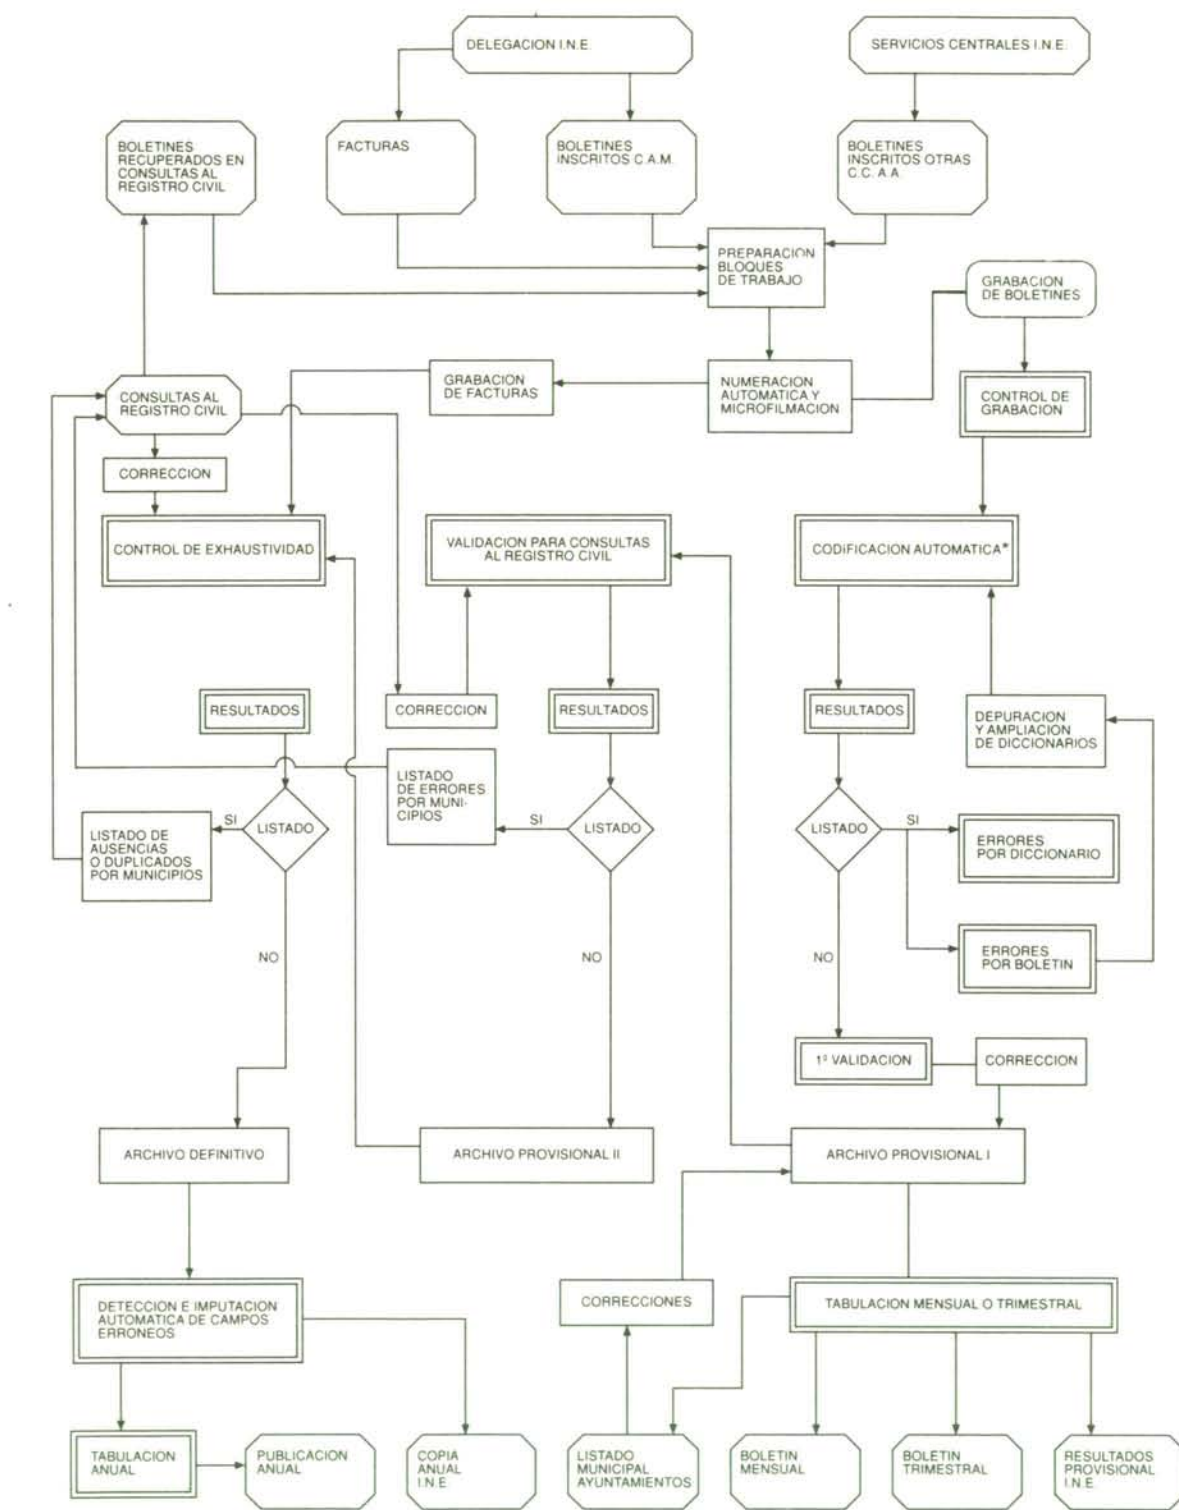 DELEGACION I.N.E.
SERVICIOS CENTRALES I.N.E.
BOLETINES
RECUPERADOS EN
CONSULTAS AL
REGISTRO CIVIL
FACTURAS
BOLETINES
INSCRITOS C.A.M.
BOLETINES
INSCRITOS OTRAS
C.C. A.A.
PREPARACION
BLOQUES
DE TRABAJO
GRABACION
DE BOLETINES
CONSULTAS AL
REGISTRO CIVIL
GRABACION
DE FACTURAS
NUMERACION
AUTOMATICA Y
MICROFILMACION
CONTROL DE
GRABACION
CORRECCION
CONTROL DE EXHAUSTIVIDAD
VALIDACION PARA CONSULTAS
AL REGISTRO CIVIL
CODIFICACION AUTOMATICA*
RESULTADOS
CORRECCION
RESULTADOS
RESULTADOS
DEPURACION
Y AMPLIACION
DE DICCIONARIOS
LISTADO DE
AUSENCIAS
O DUPLICADOS
POR MUNICIPIOS
SI
LISTADO
LISTADO
DE ERRORES
POR MUNI-
CIPIOS
SI
LISTADO
LISTADO
SI
ERRORES
POR DICCIONARIO
NO
NO
NO
ERRORES
POR BOLETIN
1ª VALIDACION
CORRECCION
ARCHIVO DEFINITIVO
ARCHIVO PROVISIONAL II
ARCHIVO PROVISIONAL I
DETECCION E IMPUTACION
AUTOMATICA DE CAMPOS
ERRONEOS
CORRECCIONES
TABULACION MENSUAL O TRIMESTRAL
TABULACION
ANUAL
PUBLICACION
ANUAL
COPIA
ANUAL
I.N.E
LISTADO
MUNICIPAL
AYUNTAMIENTOS
BOLETIN
MENSUAL
BOLETIN
TRIMESTRAL
RESULTADOS
PROVISIONAL
I.N.E.